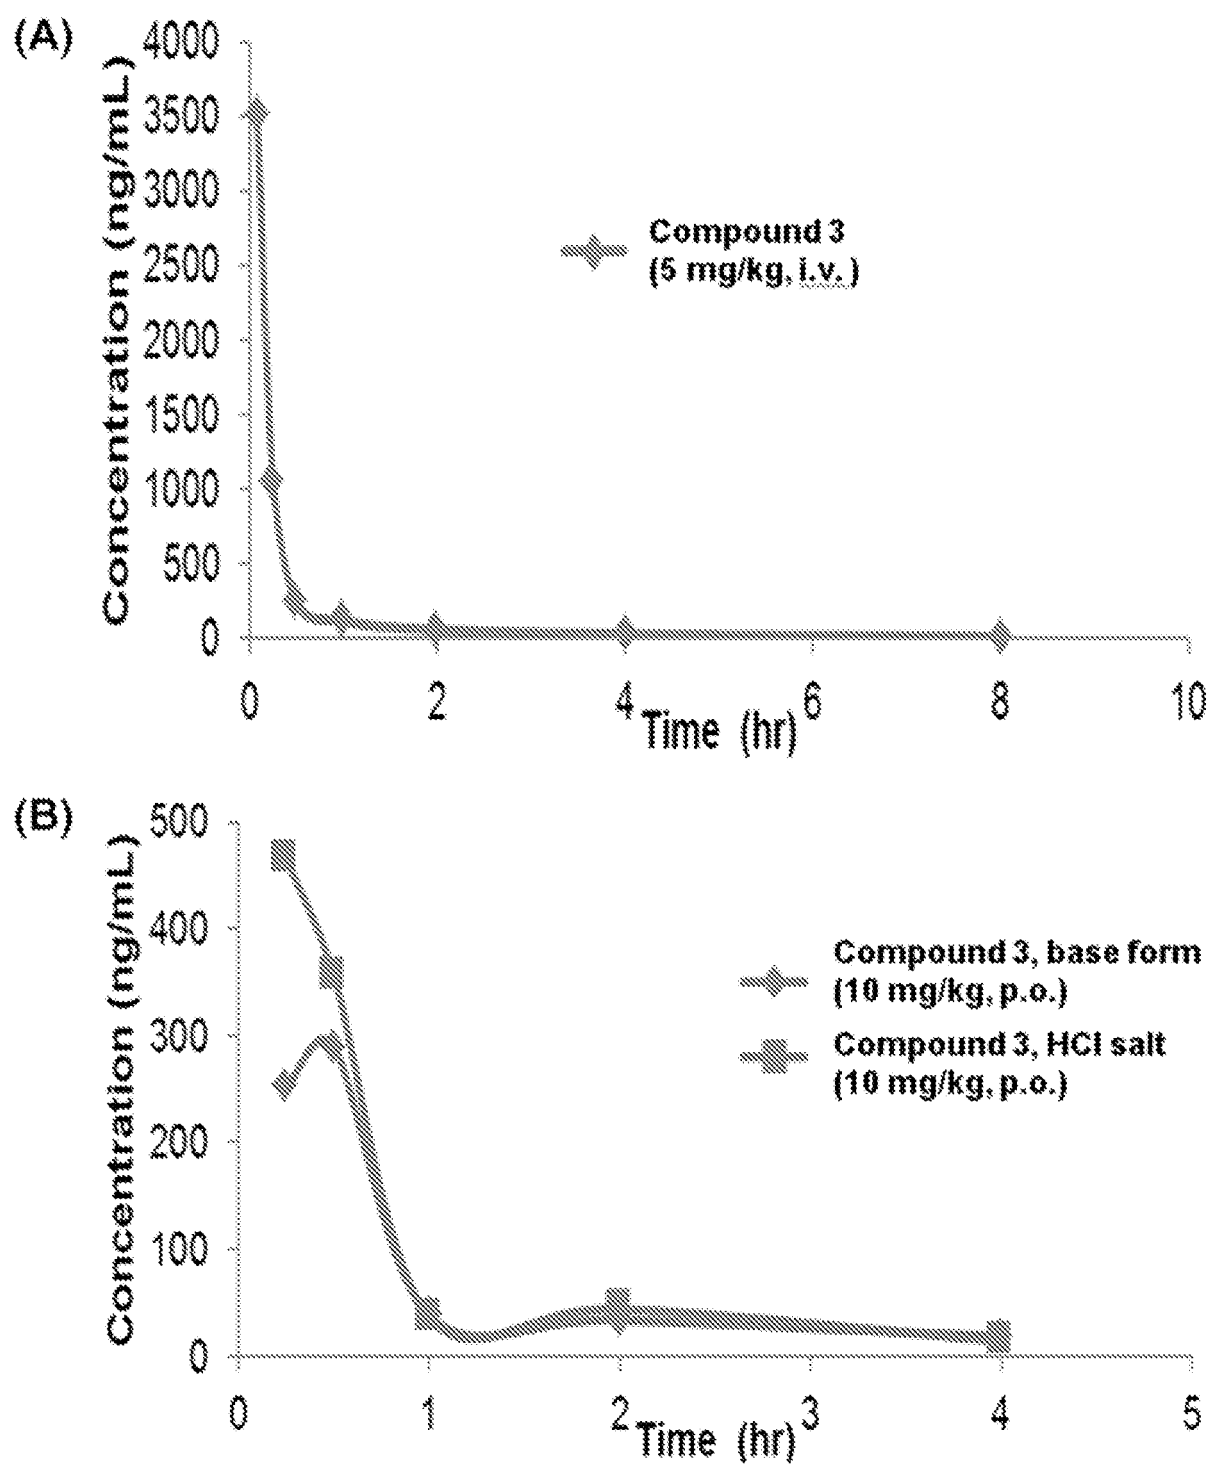 (A)
Concentration (ng/mL)
4000
3500
3000
2500
2000
1500
1000
500
0
Compound 3
(5 mg/kg, i.v. )
0 2 4 6 8 10
Time (hr)
(B)
Concentration (ng/mL)
500
400
300
200
100
0
Compound 3, base form
(10 mg/kg, p.o.)
Compound 3, HCl salt
(10 mg/kg, p.o.)
0 1 2 3 4 5
Time (hr)